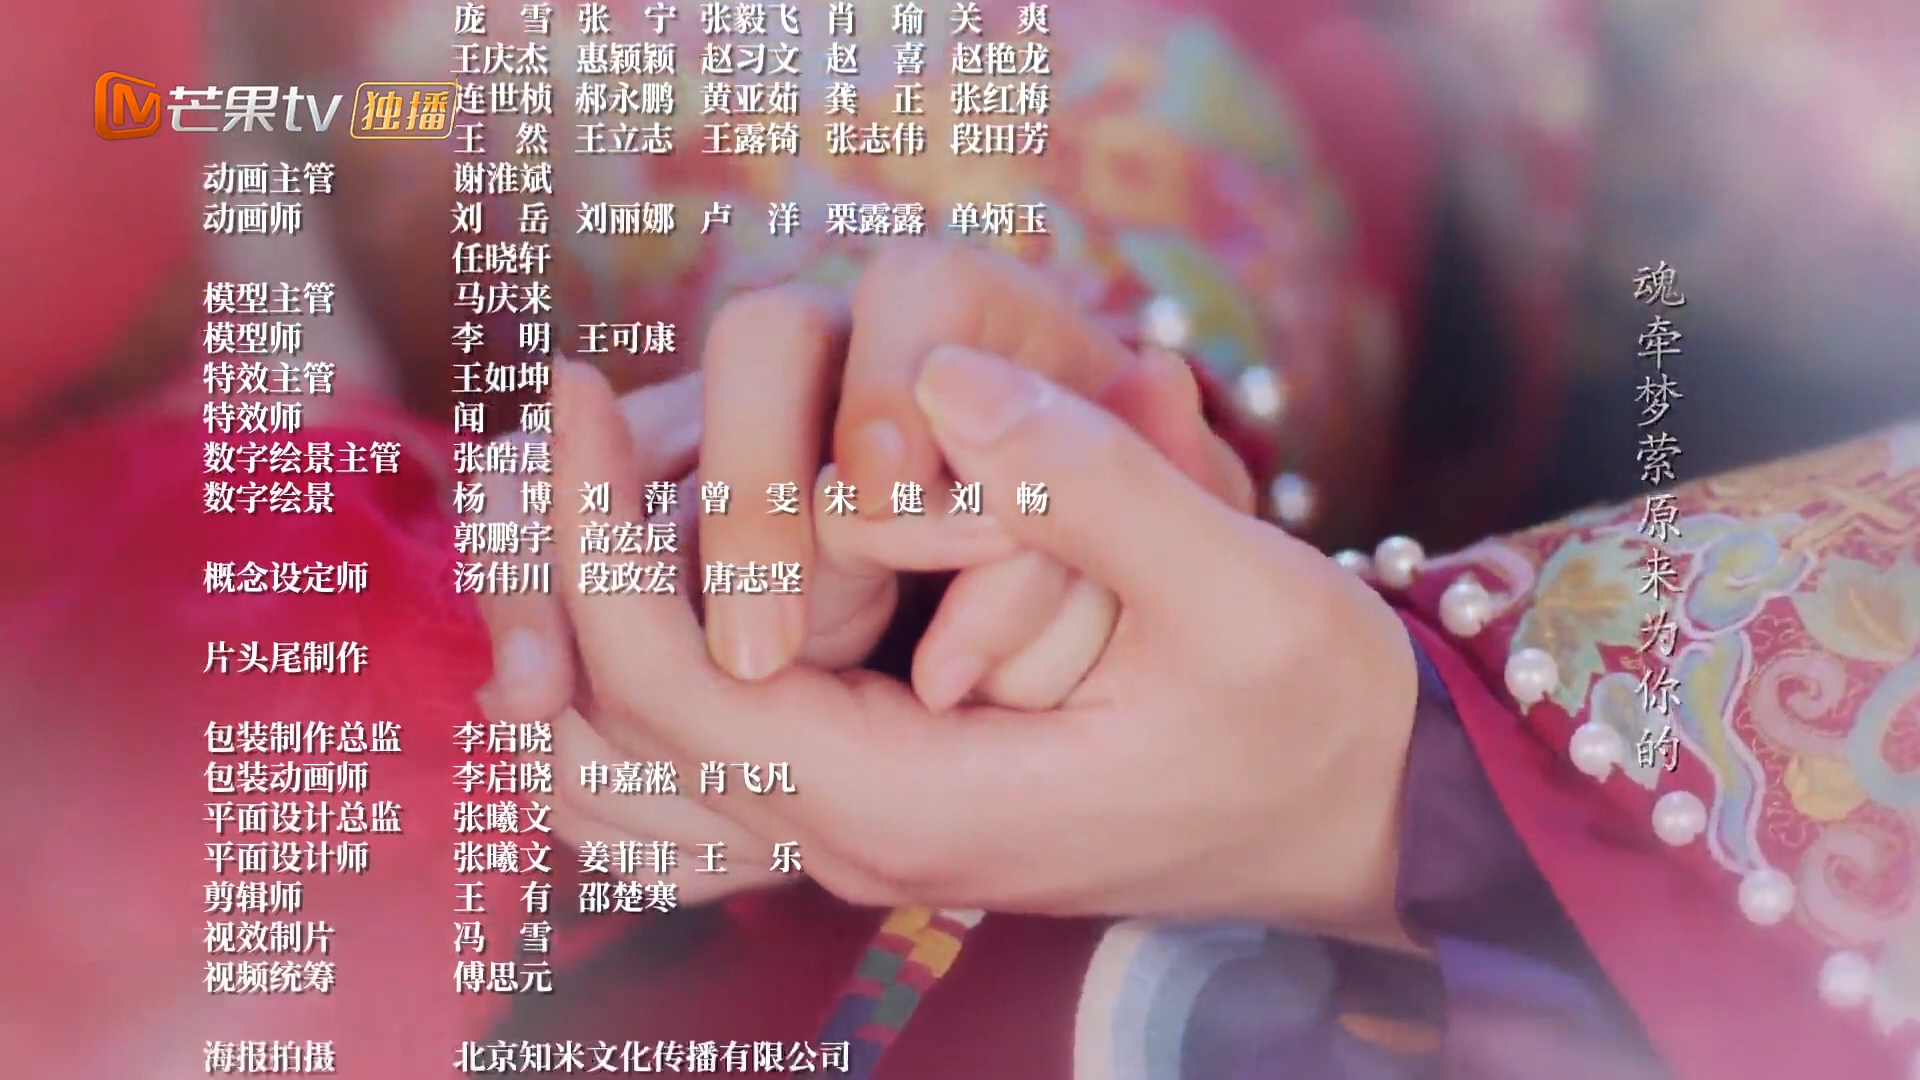 庞 雪 张 宁 张毅飞 肖 瑜 关 爽
王庆杰 惠颖颖 赵习文 赵 喜 赵艳龙
芒果tv 独播
连世桢 郝永鹏 黄亚茹 龚 正 张红梅
王 然 王立志 王露锜 张志伟 段田芳
动画主管 谢淮斌
动画师 刘 岳 刘丽娜 卢 洋 栗露露 单炳玉
任晓轩
模型主管 马庆来
模型师 李 明 王可康
特效主管 王如坤
特效师 闻 硕
数字绘景主管 张皓晨
数字绘景 杨 博 刘 萍 曾 雯 宋 健 刘 畅
郭鹏宇 高宏辰
概念设定师 汤伟川 段政宏 唐志坚
片头尾制作
包装制作总监 李启晓
包装动画师 李启晓 申嘉淞 肖飞凡
平面设计总监 张曦文
平面设计师 张曦文 姜菲菲 王 乐
剪辑师 王 有 邵楚寒
视效制片 冯 雪
视频统筹 傅思元
海报拍摄 北京知米文化传播有限公司
魂牵梦萦原来为你的